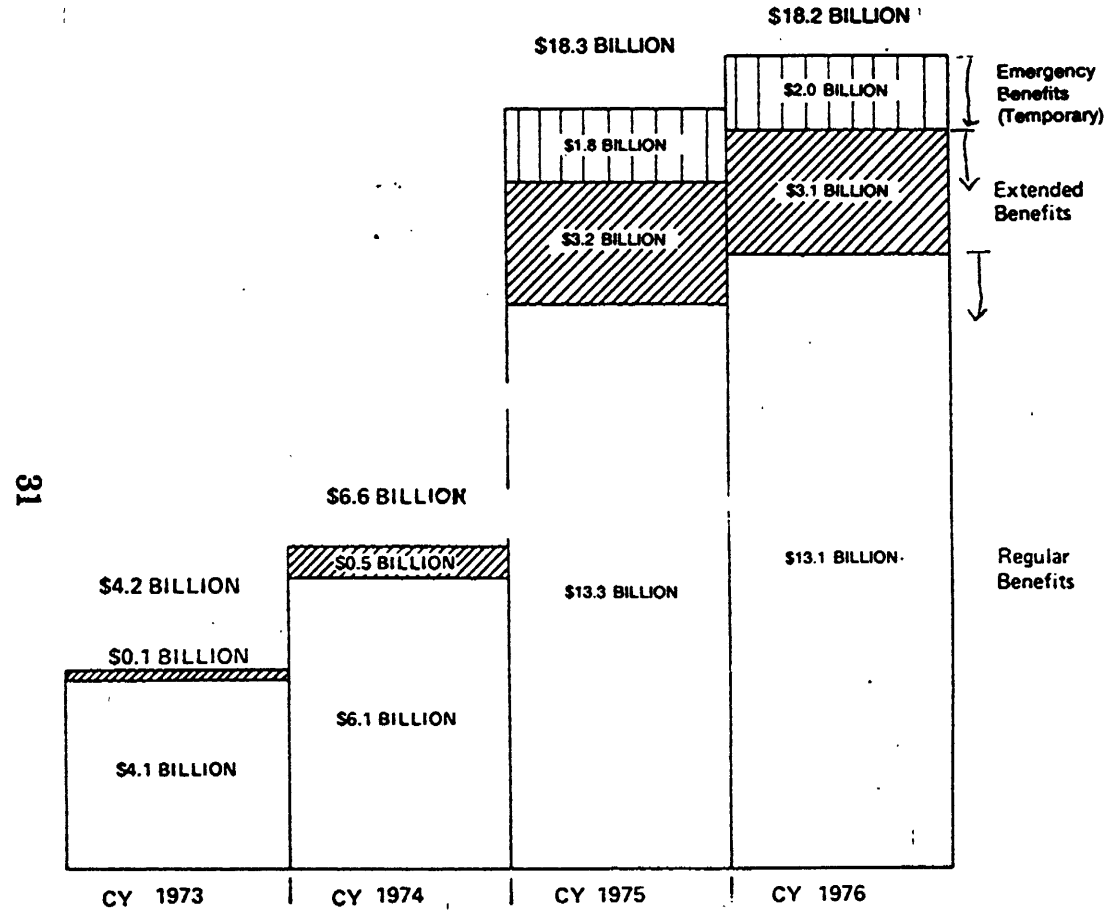 $18.2 BILLION
$18.3 BILLION
Emergency
Benefits
(Temporary)
$2.0 BILLION
$1.8 BILLION
$3.1 BILLION
Extended
Benefits
$3.2 BILLION
31
$6.6 BILLION
$0.5 BILLION
$13.1 BILLION
Regular
Benefits
$4.2 BILLION
$13.3 BILLION
$0.1 BILLION
$6.1 BILLION
$4.1 BILLION
CY 1973
CY 1974
CY 1975
CY 1976